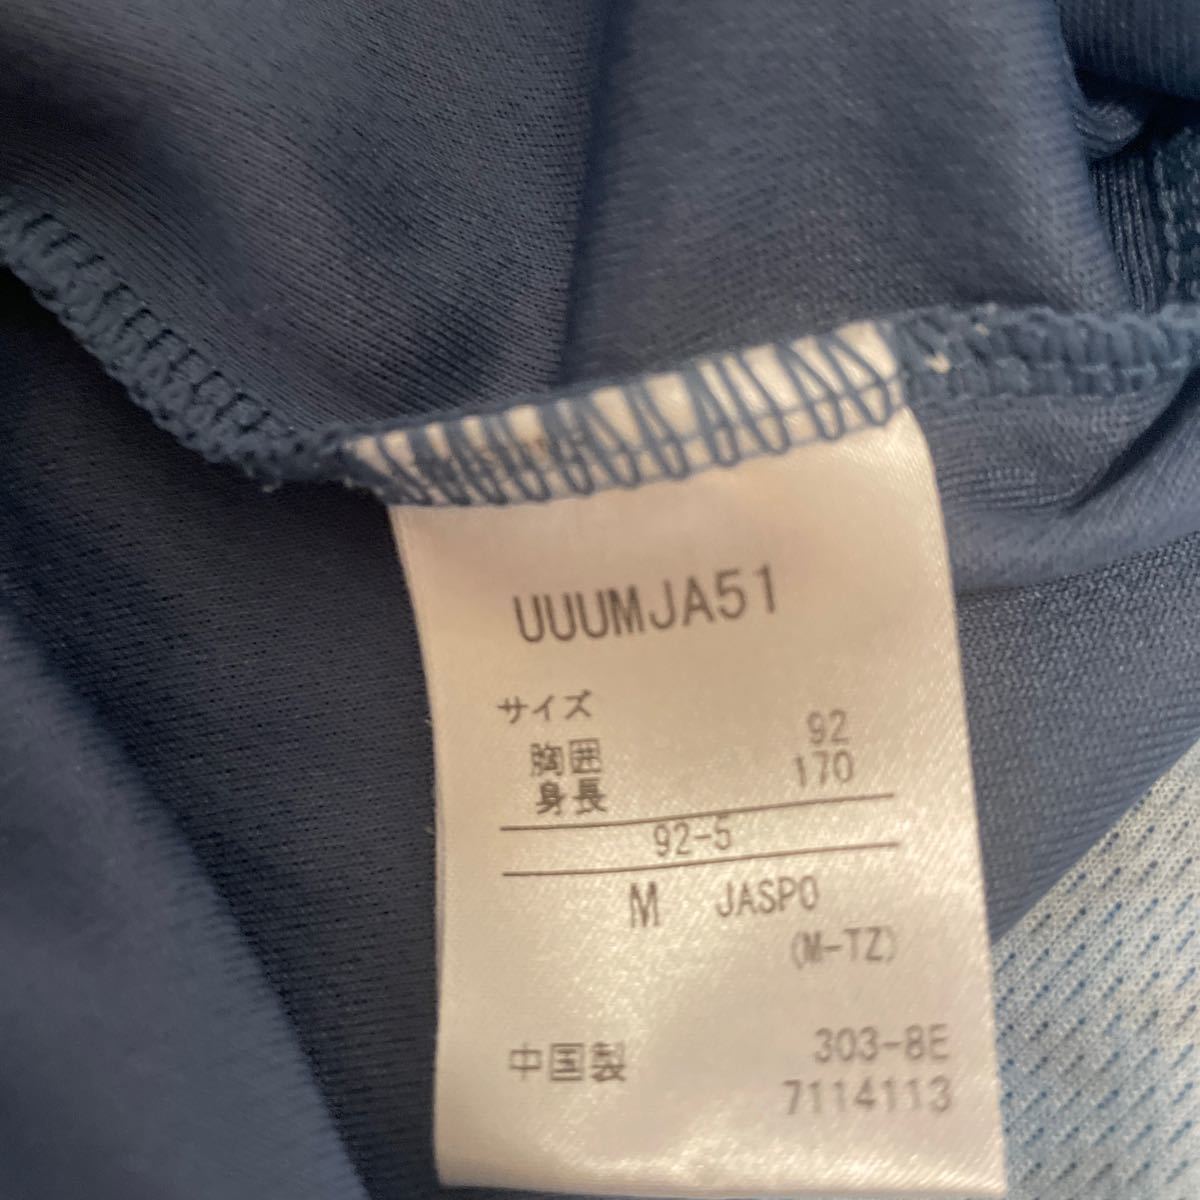 UUUMJA51
サイズ
胸囲 92
身長 170
92-5
M JASPO
(M-TZ)
303-8E
中国製
7114113